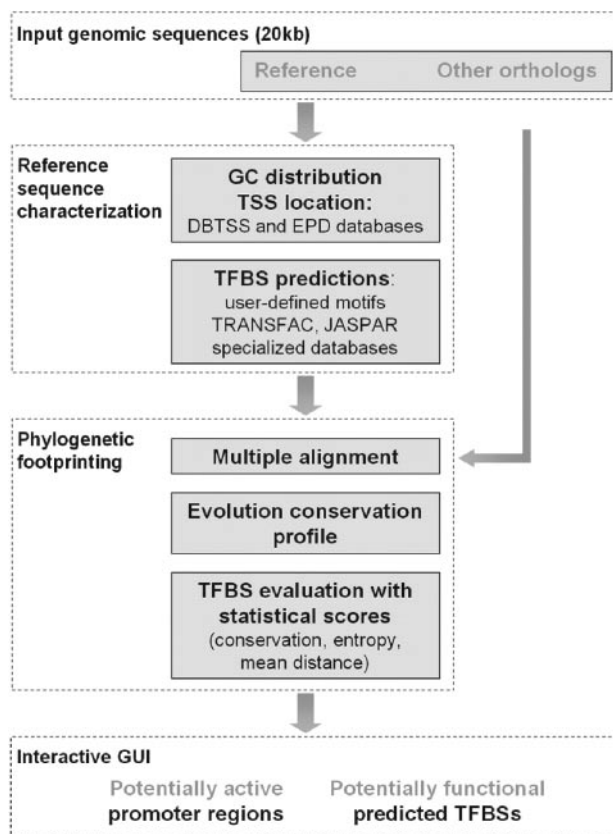 Input genomic sequences (20kb)
Reference Other orthologs
Reference
sequence
characterization
GC distribution
TSS location:
DBTSS and EPD databases
TFBS predictions:
user-defined motifs
TRANSFAC, JASPAR
specialized databases
Phylogenetic
footprinting
Multiple alignment
Evolution conservation
profile
TFBS evaluation with
statistical scores
(conservation, entropy,
mean distance)
Interactive GUI
Potentially active
promoter regions
Potentially functional
predicted TFBSs